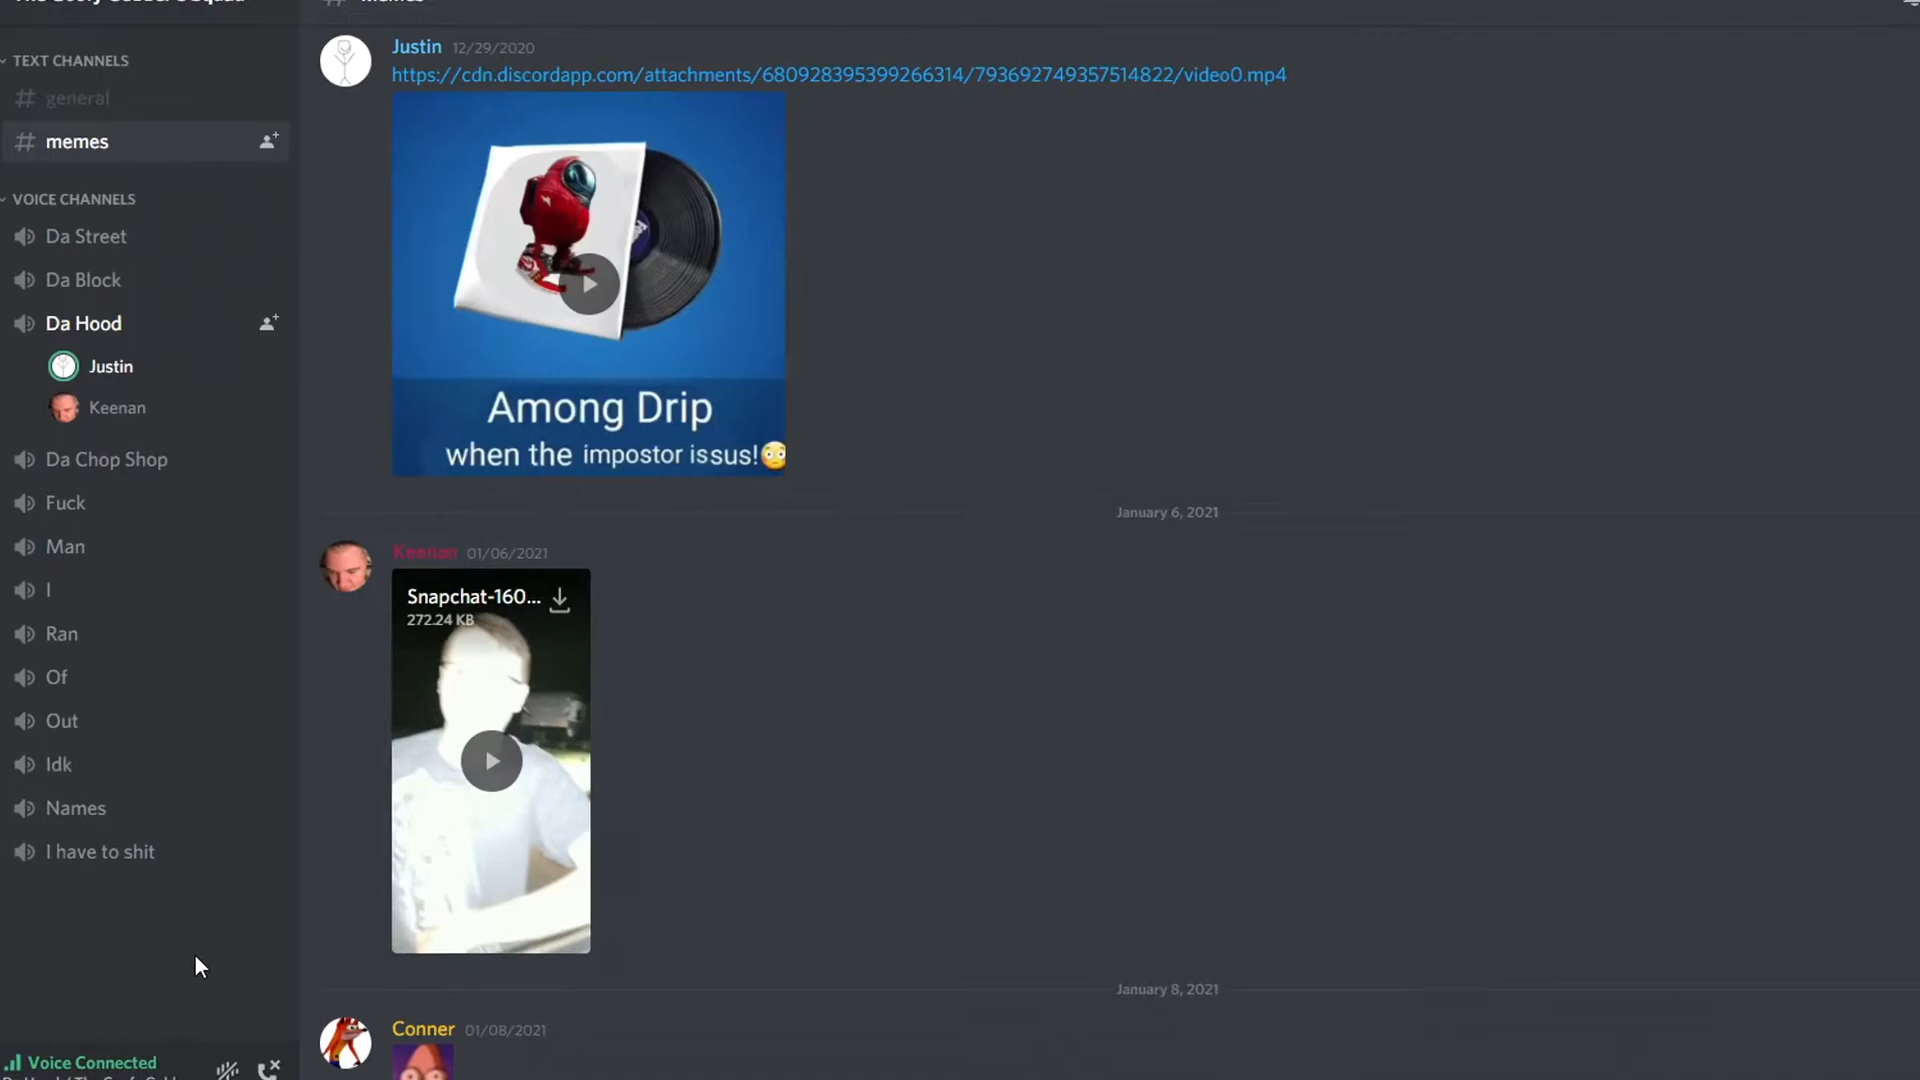 TEXT CHANNELS
general
memes
VOICE CHANNELS
Da Street
Da Block
Da Hood
Justin
Keenan
Da Chop Shop
Fuck
Man
I
Ran
Of
Out
Idk
Names
I have to shit
Voice Connected
Justin 12/29/2020
https://cdn.discordapp.com/attachments/680928395399266314/793692749357514822/video0.mp4
Among Drip
when the impostor issus!😳
January 6, 2021
Keenan 01/06/2021
Snapchat-160...
272.24 KB
January 8, 2021
Conner 01/08/2021